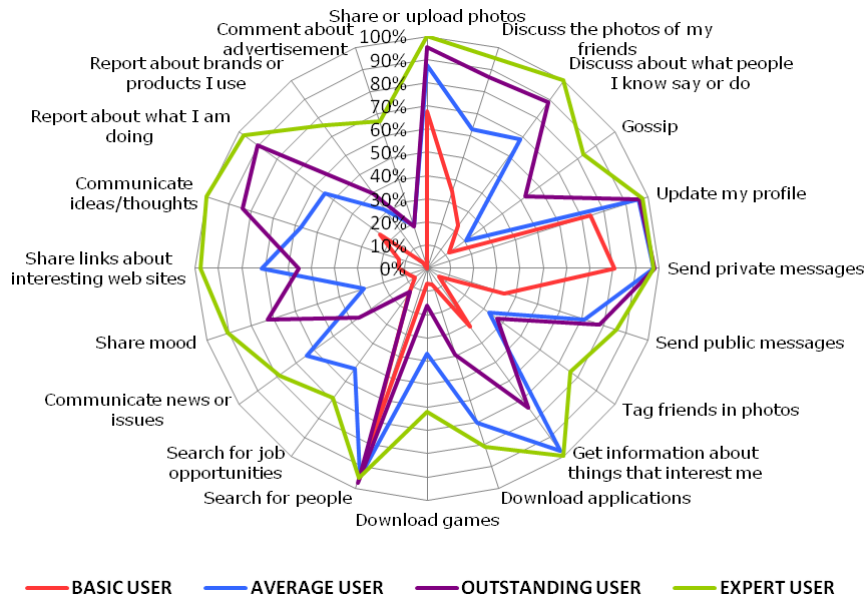 Share or upload photos
Discuss the photos of my
friends
Discuss about what people
I know say or do
Gossip
Update my profile
Send private messages
Send public messages
Tag friends in photos
Get information about
things that interest me
Download applications
Download games
Search for people
Search for job
opportunities
Communicate news or
issues
Share mood
Share links about
interesting web sites
Communicate
ideas/thoughts
Report about what I am
doing
Report about brands or
products I use
Comment about
advertisement
100%
90%
80%
70%
60%
50%
40%
30%
20%
10%
0%
BASIC USER
AVERAGE USER
OUTSTANDING USER
EXPERT USER